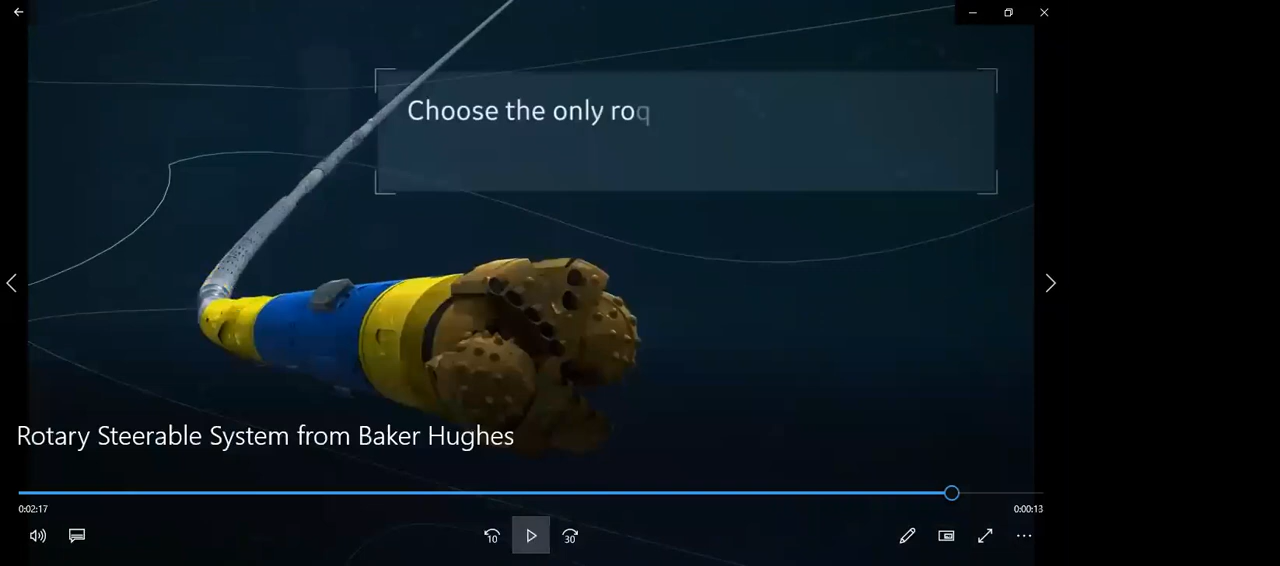 Choose the only roq
Rotary Steerable System from Baker Hughes
0:02:17
0:00:13
10
30